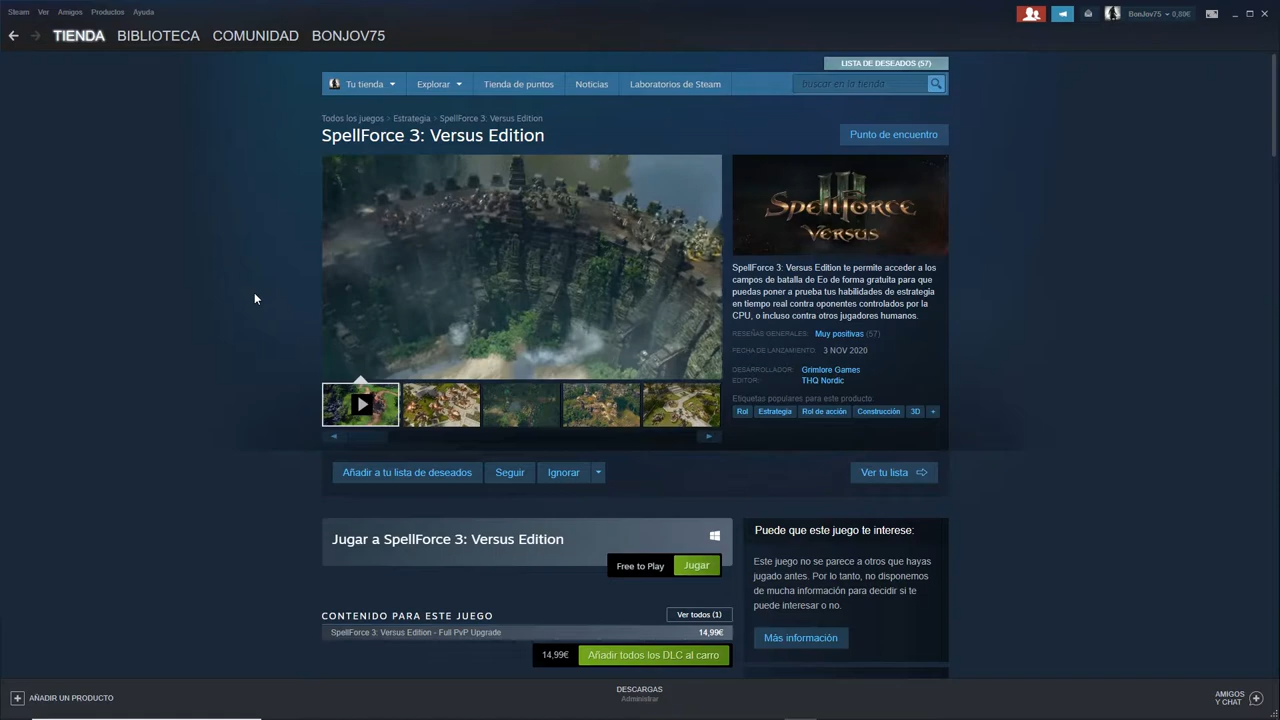 Steam Ver Amigos Productos Ayuda
BonJov75 0,80€
TIENDA BIBLIOTECA COMUNIDAD BONJOV75
LISTA DE DESEADOS (57)
Tu tienda Explorar Tienda de puntos Noticias Laboratorios de Steam buscar en la tienda
Todos los juegos > Estrategia > SpellForce 3: Versus Edition
SpellForce 3: Versus Edition
Punto de encuentro
SPELLFORCE
VERSUS
SpellForce 3: Versus Edition te permite acceder a los
campos de batalla de Eo de forma gratuita para que
puedas poner a prueba tus habilidades de estrategia
en tiempo real contra oponentes controlados por la
CPU, o incluso contra otros jugadores humanos.
RESEÑAS GENERALES: Muy positivas (57)
FECHA DE LANZAMIENTO: 3 NOV 2020
DESARROLLADOR: Grimlore Games
EDITOR: THQ Nordic
Etiquetas populares para este producto:
Rol Estrategia Rol de acción Construcción 3D +
Añadir a tu lista de deseados Seguir Ignorar Ver tu lista
Jugar a SpellForce 3: Versus Edition
Free to Play Jugar
CONTENIDO PARA ESTE JUEGO Ver todos (1)
SpellForce 3: Versus Edition - Full PvP Upgrade 14,99€
14,99€ Añadir todos los DLC al carro
Puede que este juego te interese:
Este juego no se parece a otros que hayas
jugado antes. Por lo tanto, no disponemos
de mucha información para decidir si te
puede interesar o no.
Más información
AÑADIR UN PRODUCTO
DESCARGAS
Administrar
AMIGOS
Y CHAT